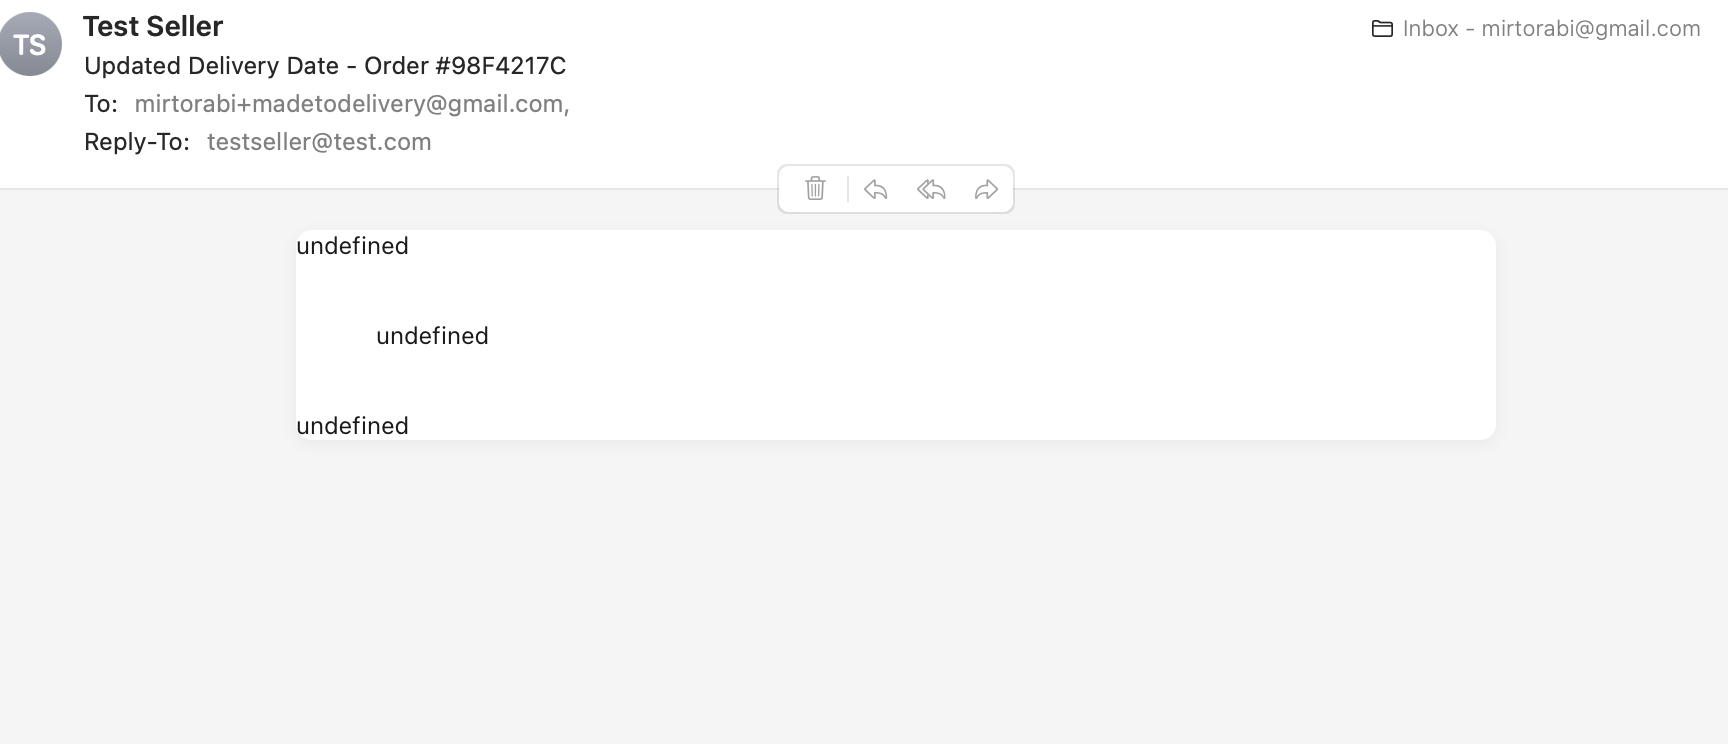 TS
Test Seller
Inbox - mirtorabi@gmail.com
Updated Delivery Date - Order #98F4217C
To: mirtorabi+madetodelivery@gmail.com,
Reply-To: testseller@test.com
undefined
undefined
undefined